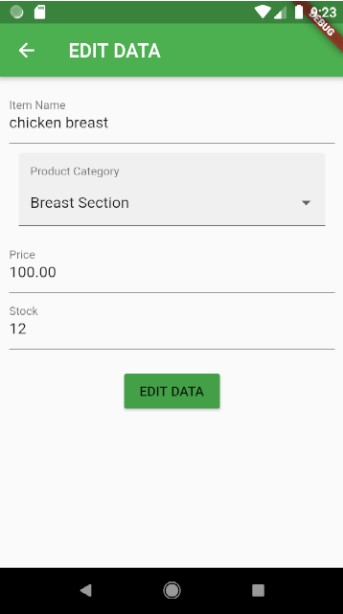 9:23
DEBUG
EDIT DATA
Item Name
chicken breast
Product Category
Breast Section
Price
100.00
Stock
12
EDIT DATA